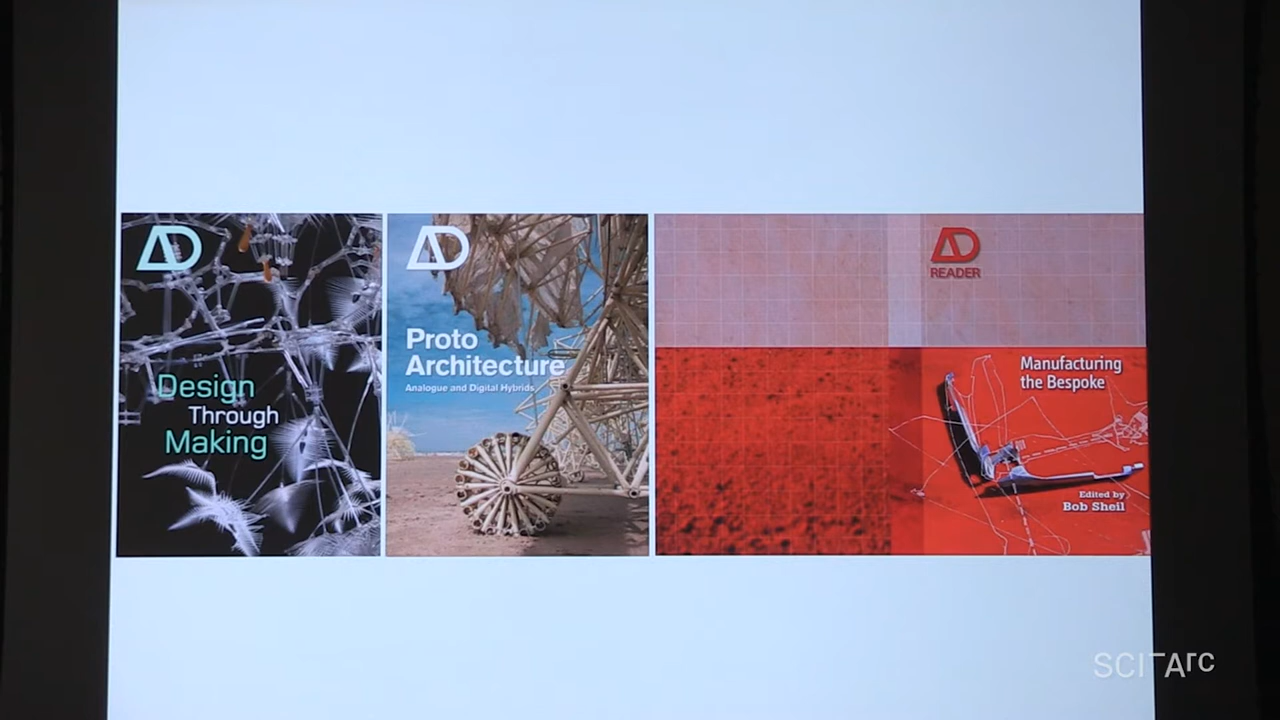 AD
Design
Through
Making
AD
Proto
Architecture
Analogue and Digital Hybrids
AD
READER
Manufacturing
the Bespoke
Edited by
Bob Sheil
SCI-Arc